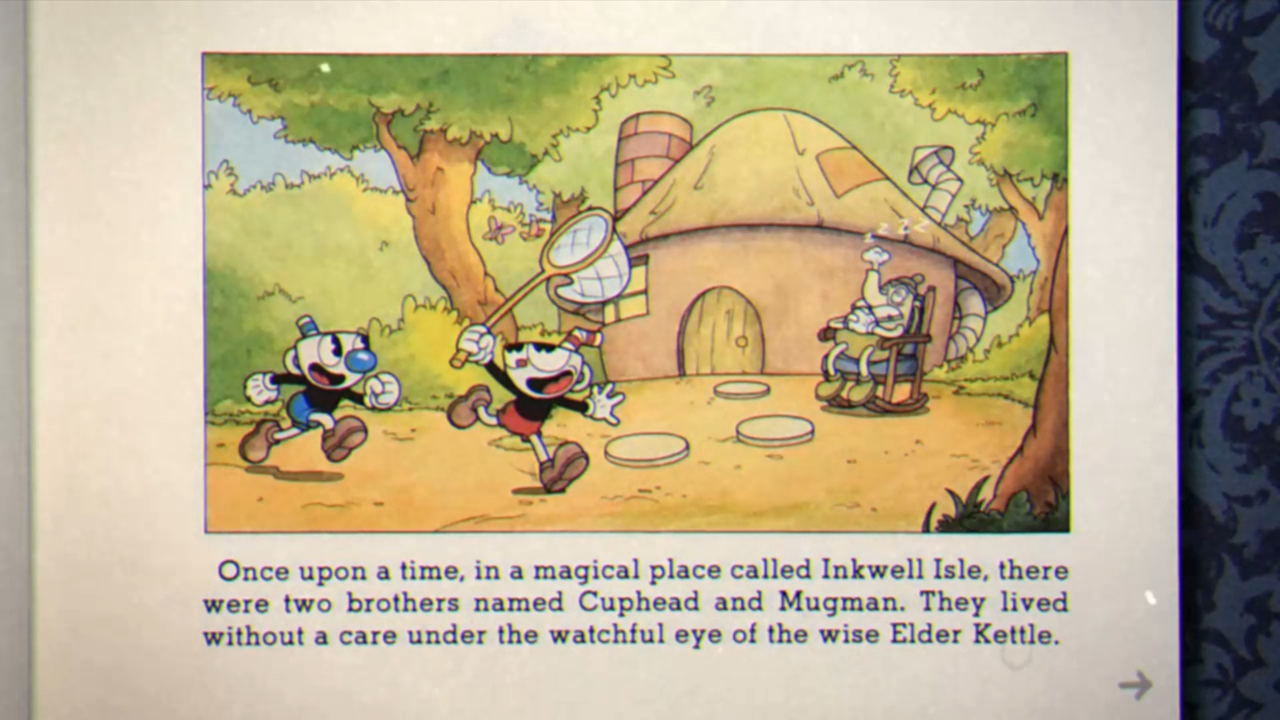 z z z z
Once upon a time, in a magical place called Inkwell Isle, there
were two brothers named Cuphead and Mugman. They lived
without a care under the watchful eye of the wise Elder Kettle.